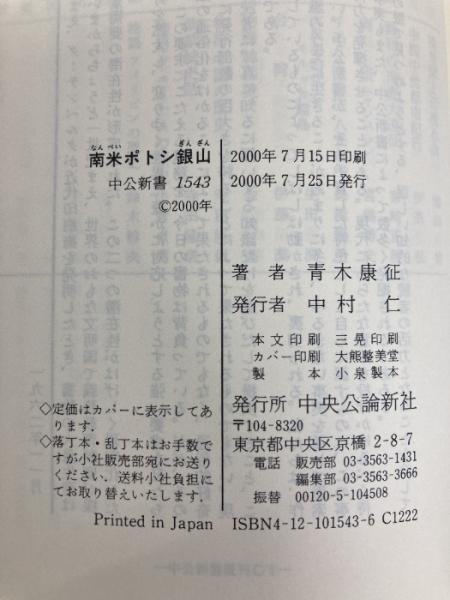 なんべい ぎんざん
南米ポトシ銀山
中公新書 1543
©2000年
2000年7月15日印刷
2000年7月25日発行
著者 青木康征
発行者 中村 仁
本文印刷 三晃印刷
カバー印刷 大熊整美堂
製本 小泉製本
発行所 中央公論新社
〒104-8320
東京都中央区京橋 2-8-7
電話 販売部 03-3563-1431
編集部 03-3563-3666
振替 00120-5-104508
◇定価はカバーに表示してあ
ります.
◇落丁本・乱丁本はお手数で
すが小社販売部宛にお送り
ください. 送料小社負担に
てお取り替えいたします.
Printed in Japan ISBN4-12-101543-6 C1222